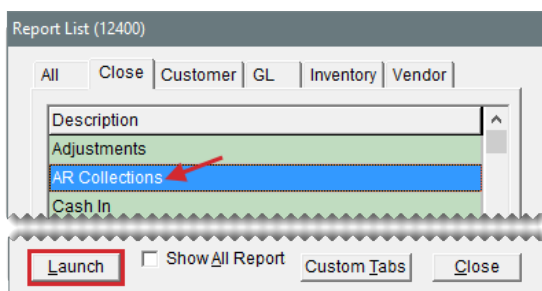 Report List (12400)
All Close Customer GL Inventory Vendor
Description
Adjustments
AR Collections
Cash In
Launch Show All Report Custom Tabs Close